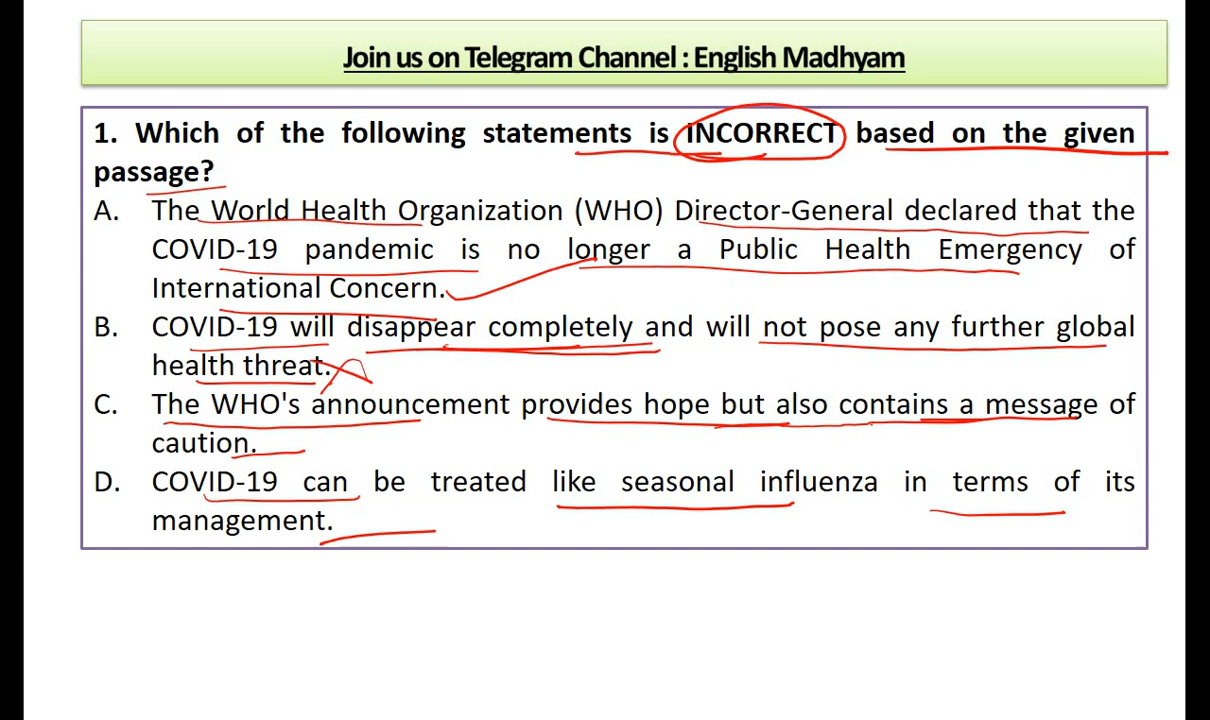 Join us on Telegram Channel : English Madhyam
1. Which of the following statements is INCORRECT based on the given
passage?
A. The World Health Organization (WHO) Director-General declared that the
COVID-19 pandemic is no longer a Public Health Emergency of
International Concern.
B. COVID-19 will disappear completely and will not pose any further global
health threat.
C. The WHO's announcement provides hope but also contains a message of
caution.
D. COVID-19 can be treated like seasonal influenza in terms of its
management.